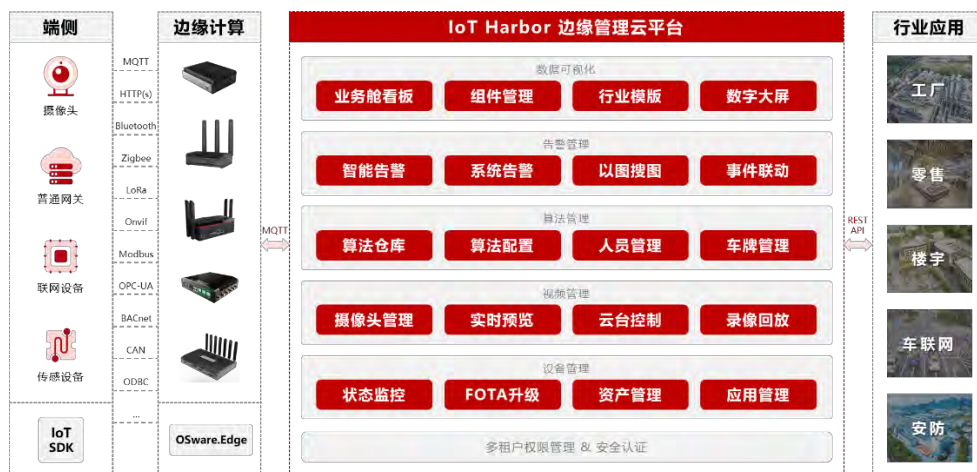 端侧
摄像头
普通网关
联网设备
传感设备
IoT
SDK
MQTT
HTTP(s)
Bluetooth
Zigbee
LoRa
Onvif
Modbus
OPC-UA
BACnet
CAN
ODBC
...
边缘计算
OSware.Edge
MQTT
IoT Harbor 边缘管理云平台
数据可视化
业务舱看板 组件管理 行业模版 数字大屏
告警管理
智能告警 系统告警 以图搜图 事件联动
算法管理
算法仓库 算法配置 人员管理 车牌管理
视频管理
摄像头管理 实时预览 云台控制 录像回放
设备管理
状态监控 FOTA升级 资产管理 应用管理
多租户权限管理 & 安全认证
REST
API
行业应用
工厂
零售
楼宇
车联网
安防